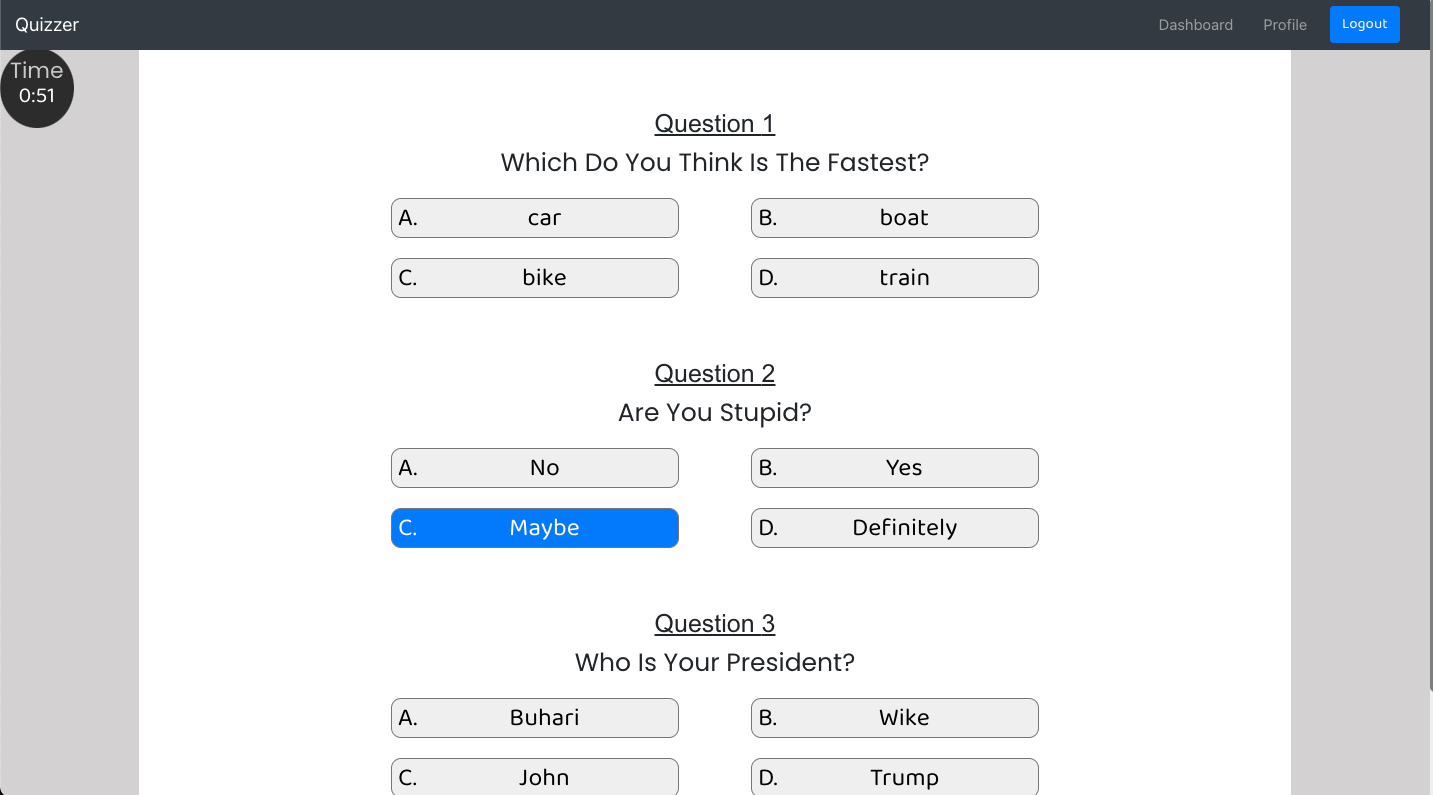 Quizzer Dashboard Profile Logout
Time
0:51
Question 1
Which Do You Think Is The Fastest?
A. car B. boat
C. bike D. train
Question 2
Are You Stupid?
A. No B. Yes
C. Maybe D. Definitely
Question 3
Who Is Your President?
A. Buhari B. Wike
C. John D. Trump